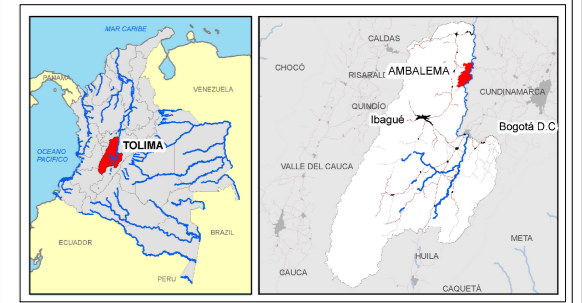 MAR CARIBE
PANAMA
VENEZUELA
OCEANO
PACIFICO
TOLIMA
ECUADOR
BRAZIL
PERU
CALDAS
CHOCÓ
RISARALDA
AMBALEMA
CUNDINAMARCA
QUINDÍO
Ibagué
Bogotá D.C
VALLE DEL CAUCA
META
HUILA
CAUCA
CAQUETÁ